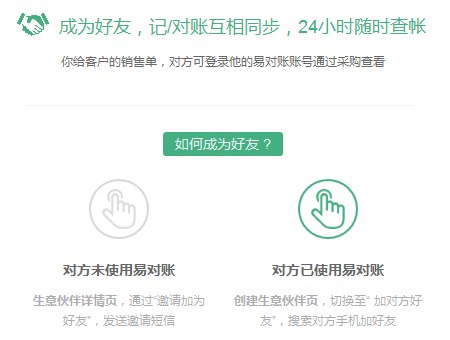 成为好友，记/对账互相同步，24小时随时查帐
你给客户的销售单，对方可登录他的易对账账号通过采购查看
如何成为好友？
对方未使用易对账
生意伙伴详情页，通过“邀请加为
好友”，发送邀请短信
对方已使用易对账
创建生意伙伴页，切换至“ 加对方好
友”，搜索对方手机加好友